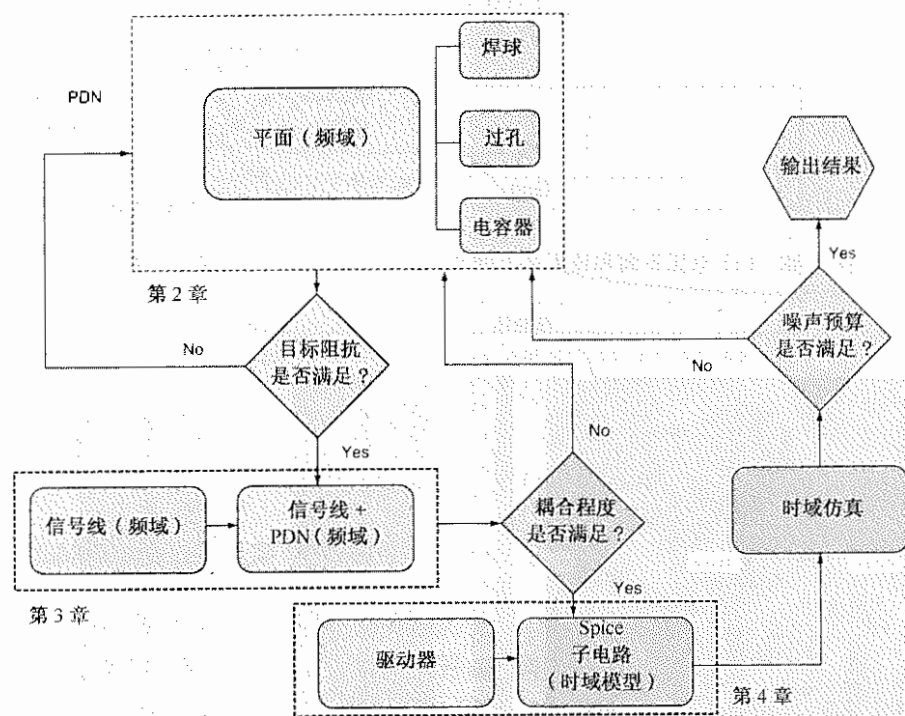 焊球
PDN
平面（频域）
过孔
输出结果
电容器
Yes
第 2 章
噪声预算
是否满足？
No
目标阻抗
是否满足？
No
Yes
No
信号线（频域）
信号线 +
PDN（频域）
耦合程度
是否满足？
时域仿真
第 3 章
Yes
驱动器
Spice
子电路
（时域模型）
第 4 章